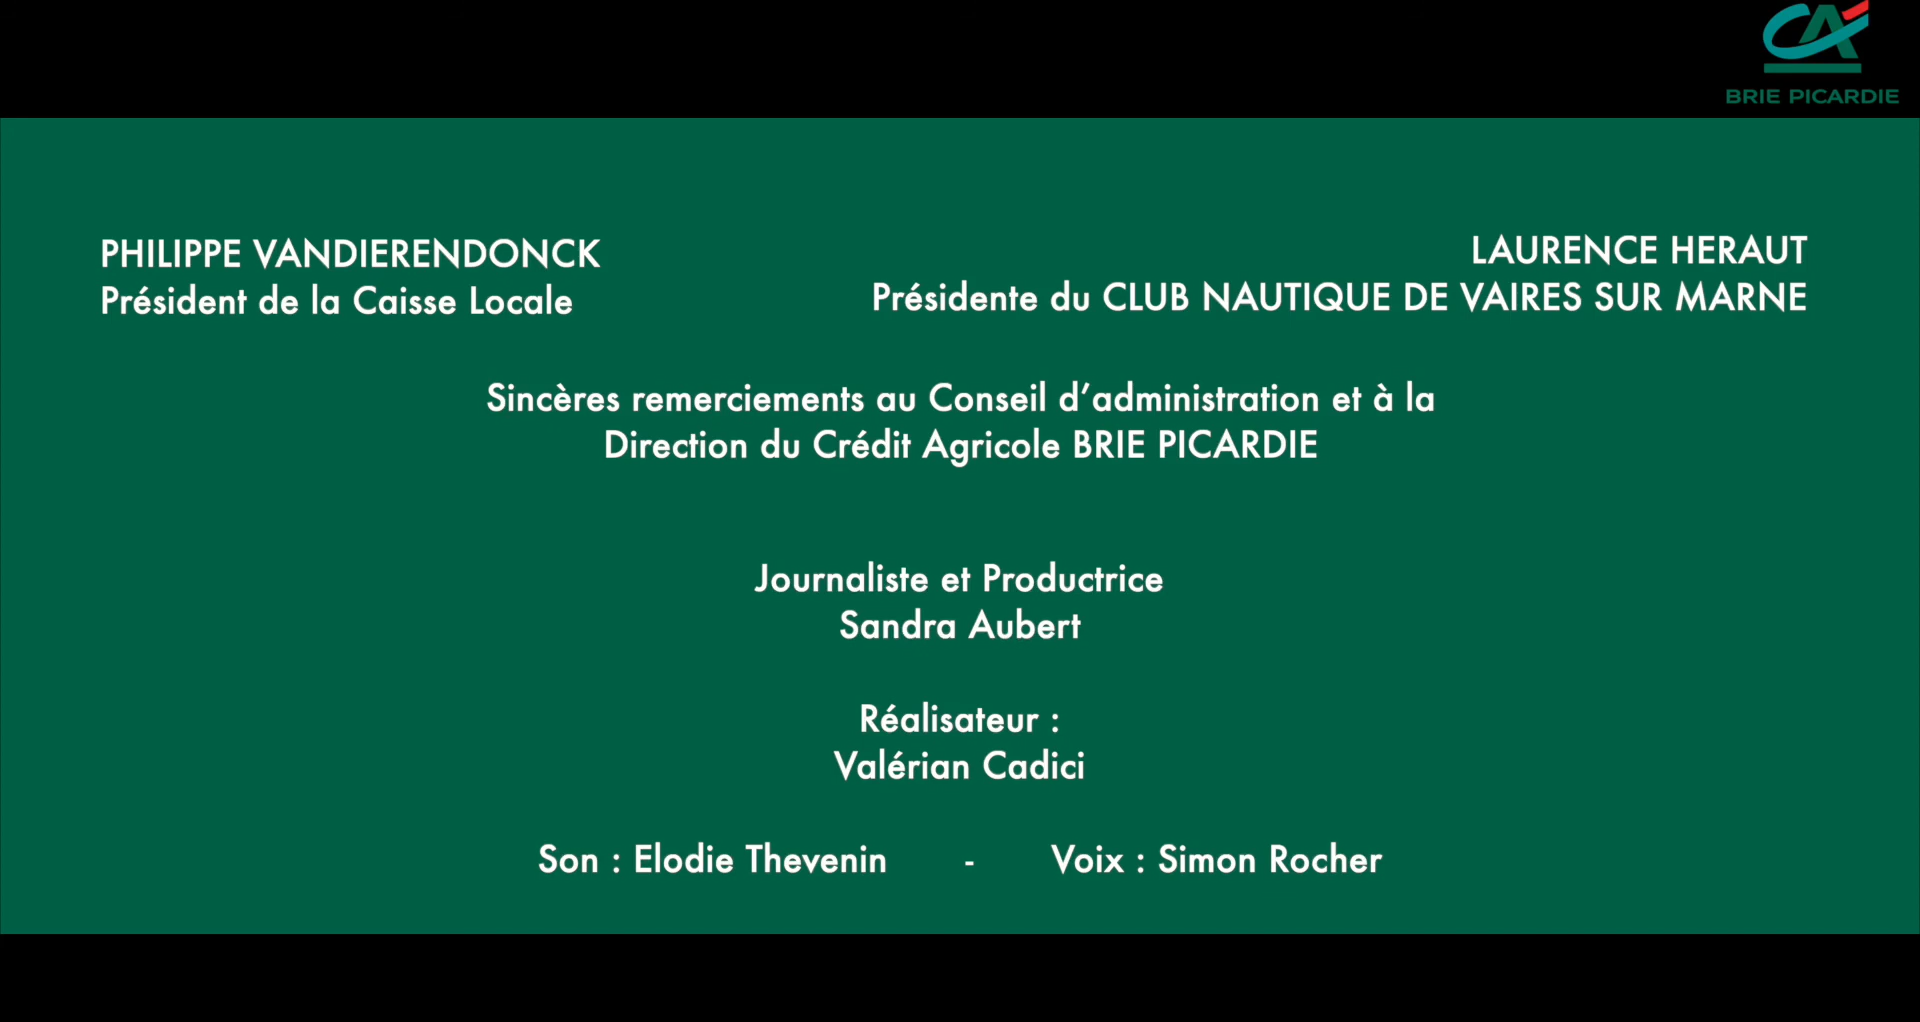 CA
BRIE PICARDIE
PHILIPPE VANDIERENDONCK
Président de la Caisse Locale
LAURENCE HERAUT
Présidente du CLUB NAUTIQUE DE VAIRES SUR MARNE
Sincères remerciements au Conseil d’administration et à la
Direction du Crédit Agricole BRIE PICARDIE
Journaliste et Productrice
Sandra Aubert
Réalisateur :
Valérian Cadici
Son : Elodie Thevenin - Voix : Simon Rocher